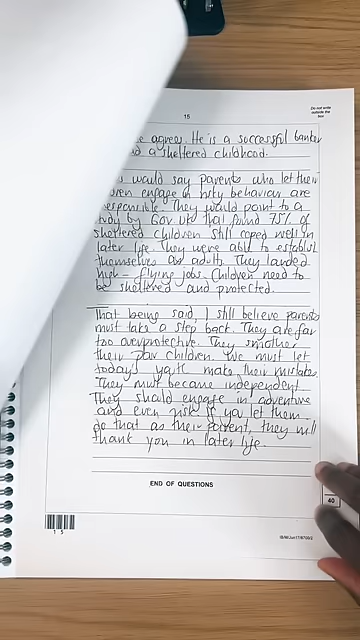 15
Do not write
outside the
box
agrees. He is a successful banker
a sheltered childhood.
would say parents who let their
engage in risky behaviour are
They would point to a
by Gov.uk that found 75% of
sheltered children still coped well in
later life. They were able to establish
themselves as adults. They landed
high-flying jobs. Children need to
be sheltered and protected.
That being said, I still believe parents
must take a step back. They are far
too overprotective. They smother
their poor children. We must let
today's youth make their mistakes.
They must become independent.
They should engage in adventure
and even risk. If you let them
do that as their parent, they will
thank you in later life.
END OF QUESTIONS
40
1 5
IB/M/Jun17/8700/2